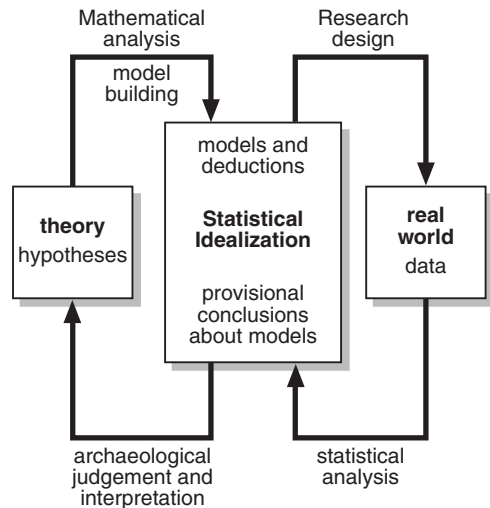 Mathematical
analysis
model
building
Research
design
models and
deductions
Statistical
Idealization
provisional
conclusions
about models
theory
hypotheses
real
world
data
archaeological
judgement and
interpretation
statistical
analysis